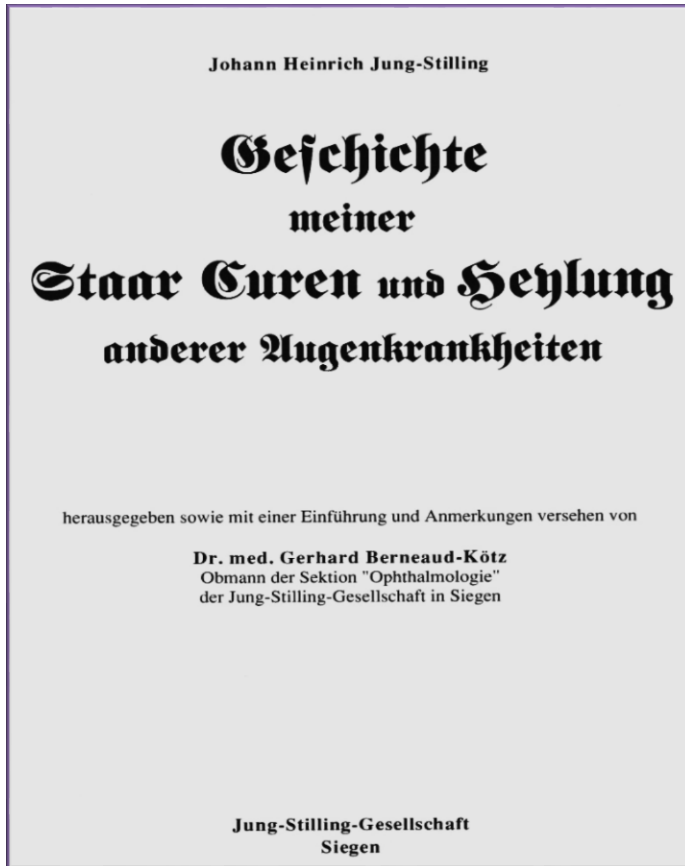 Johann Heinrich Jung-Stilling
Geſchichte
meiner
Staar Curen und Heylung
anderer Augenkrankheiten
herausgegeben sowie mit einer Einführung und Anmerkungen versehen von
Dr. med. Gerhard Berneaud-Kötz
Obmann der Sektion "Ophthalmologie"
der Jung-Stilling-Gesellschaft in Siegen
Jung-Stilling-Gesellschaft
Siegen